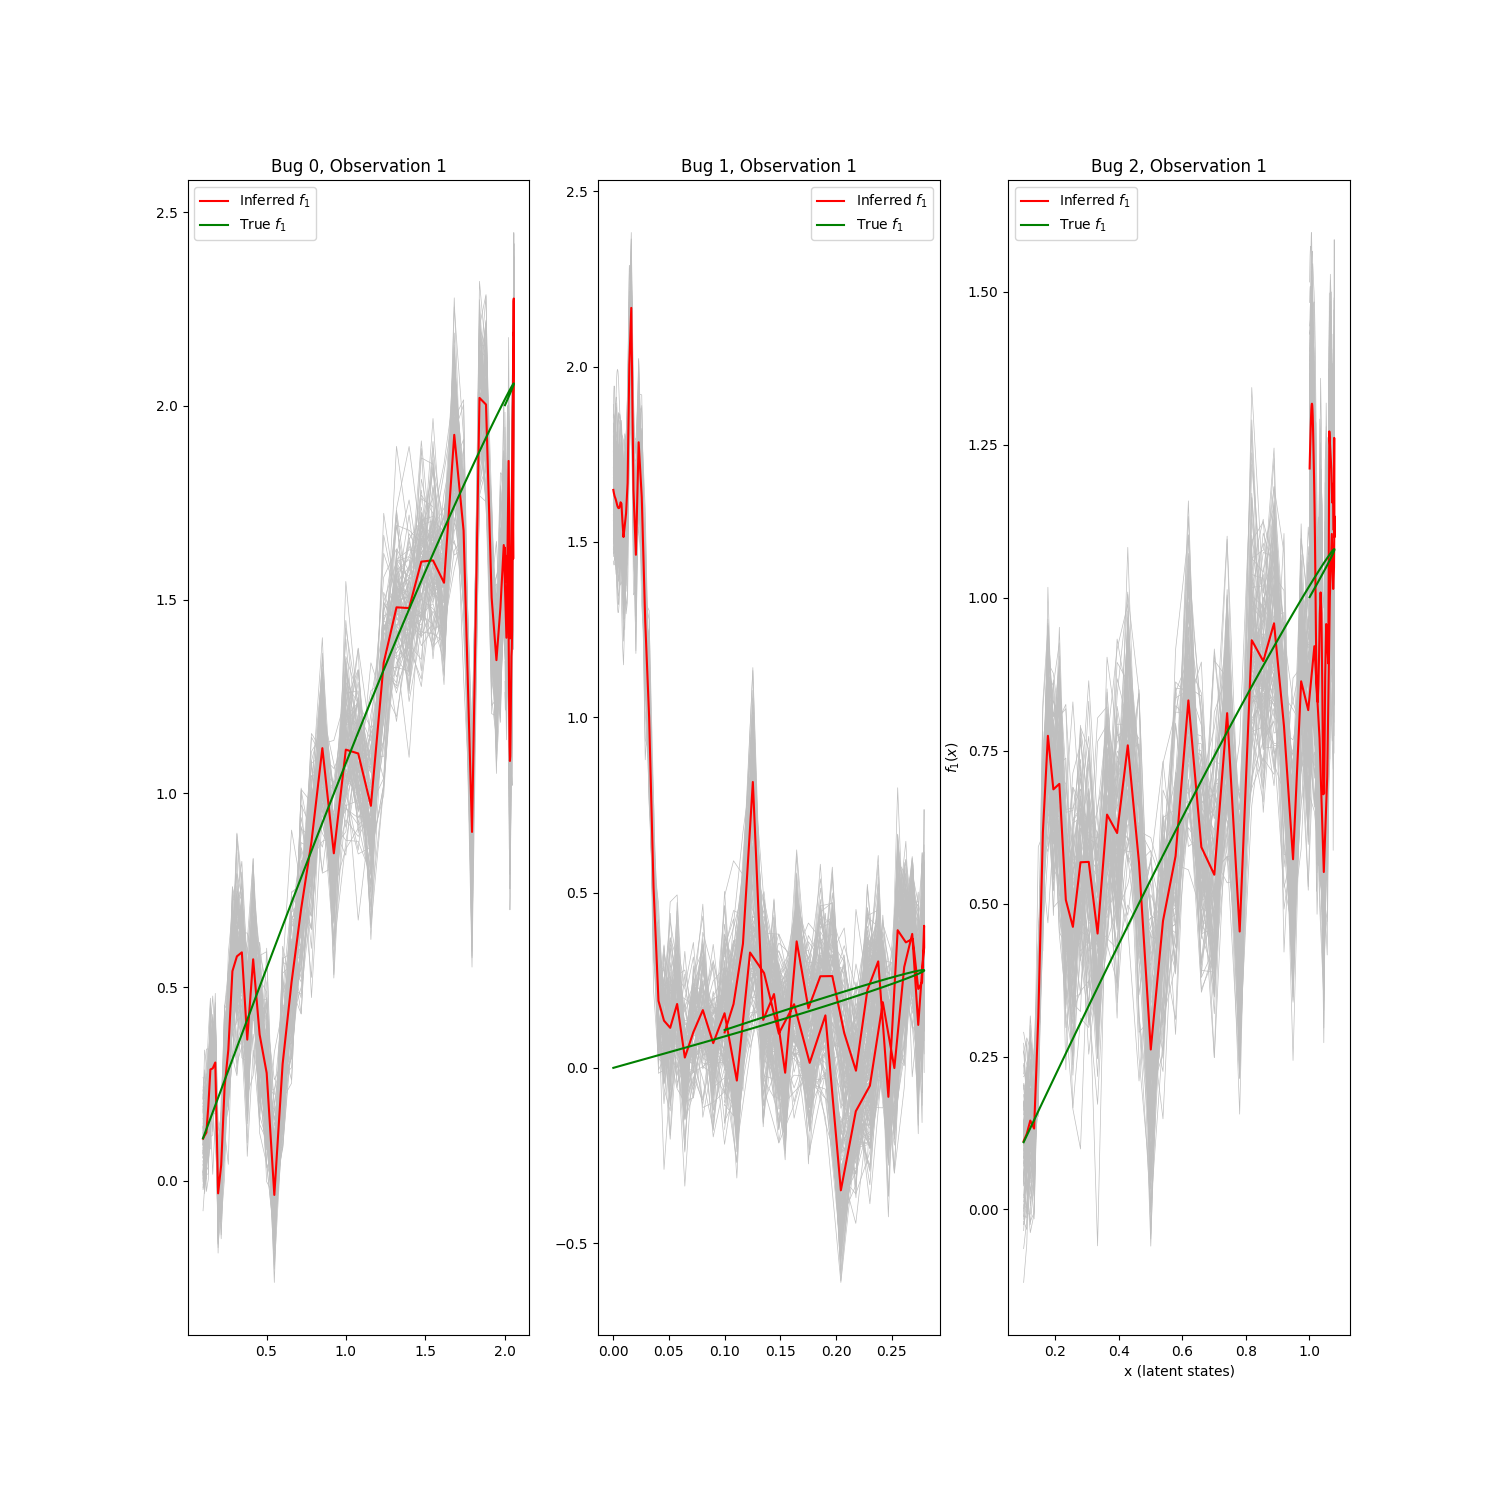 Bug 0, Observation 1
Inferred f₁
True f₁
2.5
2.0
1.5
1.0
0.5
0.0
0.5 1.0 1.5 2.0
Bug 1, Observation 1
Inferred f₁
True f₁
2.5
2.0
1.5
1.0
0.5
0.0
−0.5
0.00 0.05 0.10 0.15 0.20 0.25
Bug 2, Observation 1
Inferred f₁
True f₁
f₁(x)
1.50
1.25
1.00
0.75
0.50
0.25
0.00
0.2 0.4 0.6 0.8 1.0
x (latent states)